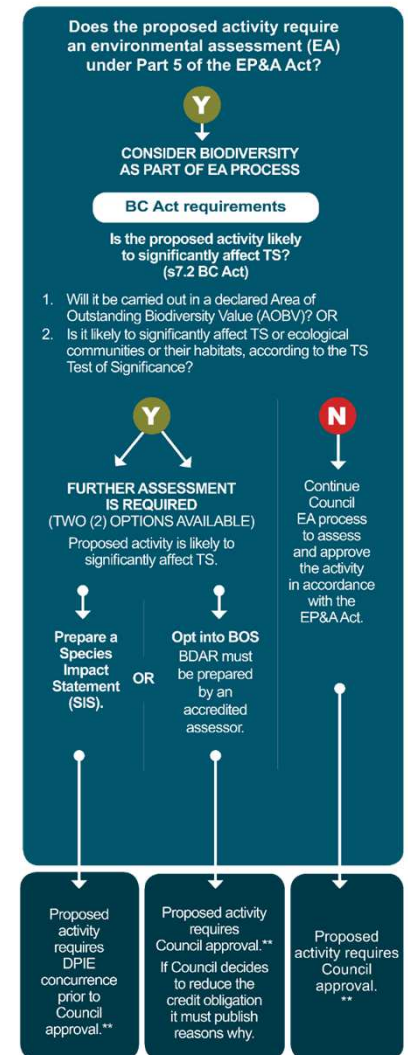 Does the proposed activity require
an environmental assessment (EA)
under Part 5 of the EP&A Act?
Y
CONSIDER BIODIVERSITY
AS PART OF EA PROCESS
BC Act requirements
Is the proposed activity likely
to significantly affect TS?
(s7.2 BC Act)
1. Will it be carried out in a declared Area of
Outstanding Biodiversity Value (AOBV)? OR
2. Is it likely to significantly affect TS or ecological
communities or their habitats, according to the TS
Test of Significance?
Y
FURTHER ASSESSMENT
IS REQUIRED
(TWO (2) OPTIONS AVAILABLE)
Proposed activity is likely to
significantly affect TS.
Prepare a
Species
Impact
Statement
(SIS).
OR
Opt into BOS
BDAR must
be prepared
by an
accredited
assessor.
N
Continue
Council
EA process
to assess
and approve
the activity
in accordance
with the
EP&A Act.
Proposed
activity
requires
DPIE
concurrence
prior to
Council
approval.**
Proposed activity
requires
Council approval.**
If Council decides
to reduce the
credit obligation
it must publish
reasons why.
Proposed
activity requires
Council
approval.
**